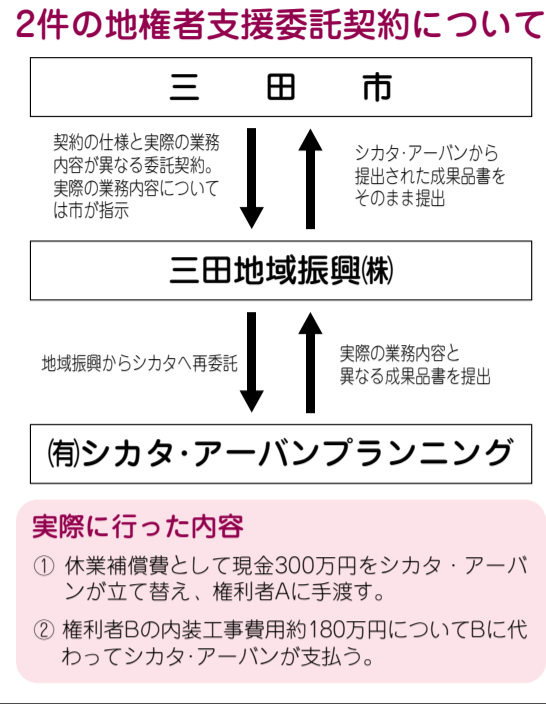 2件の地権者支援委託契約について
三田市
契約の仕様と実際の業務
内容が異なる委託契約。
実際の業務内容について
は市が指示
シカタ・アーバンから
提出された成果品書を
そのまま提出
三田地域振興㈱
地域振興からシカタへ再委託
実際の業務内容と
異なる成果品書を提出
㈲シカタ・アーバンプランニング
実際に行った内容
① 休業補償費として現金300万円をシカタ・アーバ
ンが立て替え、権利者Aに手渡す。
② 権利者Bの内装工事費用約180万円についてBに代
わってシカタ・アーバンが支払う。